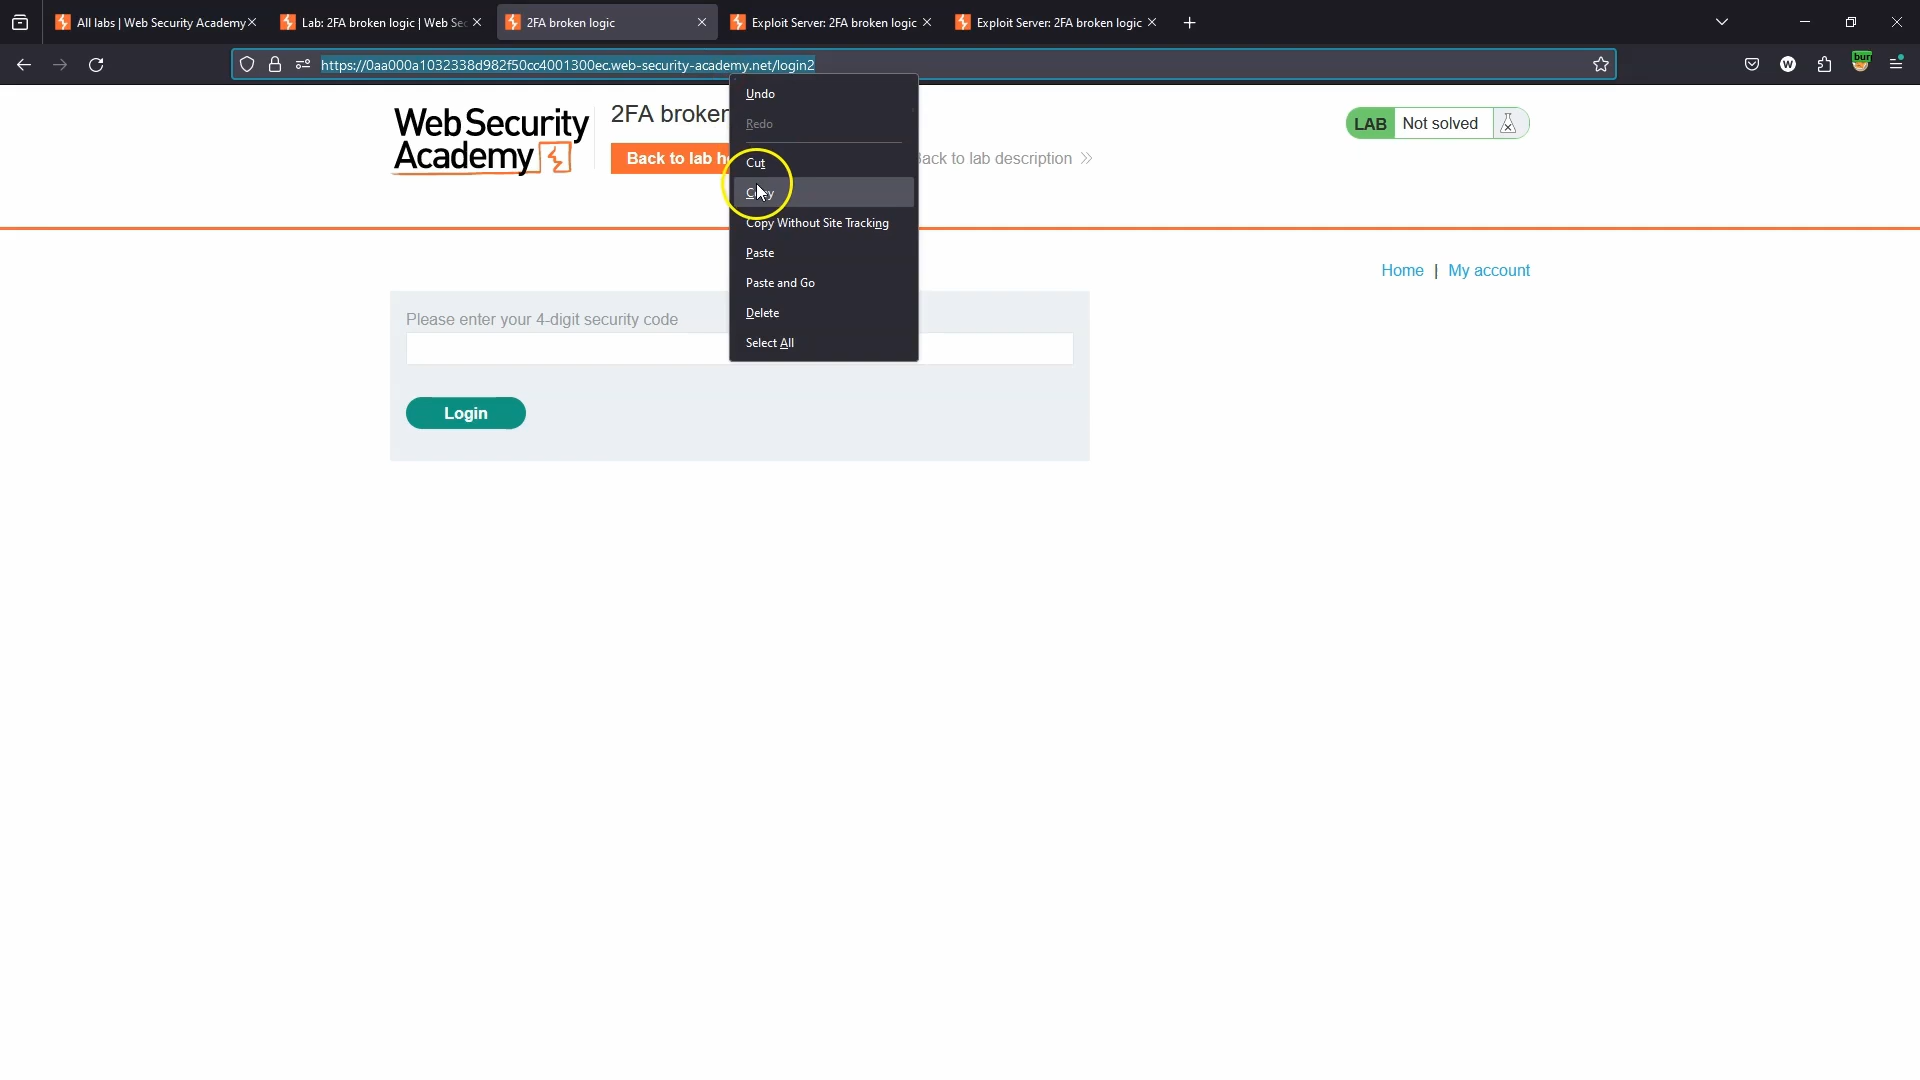 All labs | Web Security Academy
Lab: 2FA broken logic | Web Sec
2FA broken logic
Exploit Server: 2FA broken logic
Exploit Server: 2FA broken logic
https://0aa000a1032338d982f50cc4001300ec.web-security-academy.net/login2
bur
Undo
Redo
Cut
Copy
Copy Without Site Tracking
Paste
Paste and Go
Delete
Select All
WebSecurity
Academy
2FA broken
Back to lab h
Back to lab description
LAB Not solved
Home | My account
Please enter your 4-digit security code
Login